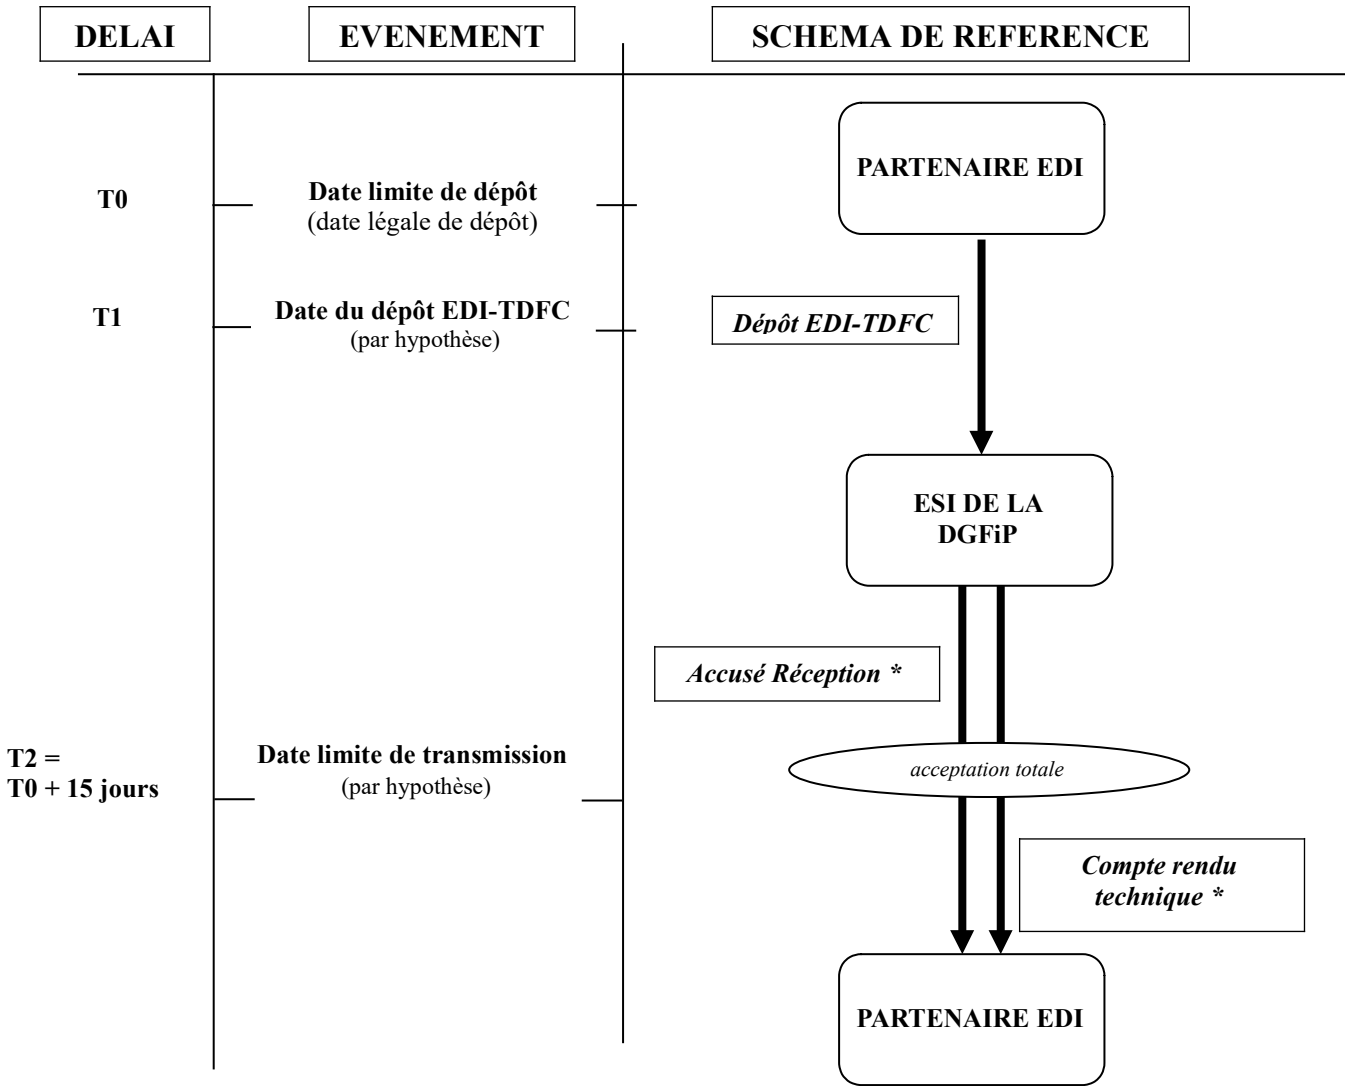 DELAI
EVENEMENT
SCHEMA DE REFERENCE
PARTENAIRE EDI
T0
Date limite de dépôt
(date légale de dépôt)
T1
Date du dépôt EDI-TDFC
(par hypothèse)
Dépôt EDI-TDFC
ESI DE LA
DGFiP
Accusé Réception *
T2 =
T0 + 15 jours
Date limite de transmission
(par hypothèse)
acceptation totale
Compte rendu
technique *
PARTENAIRE EDI